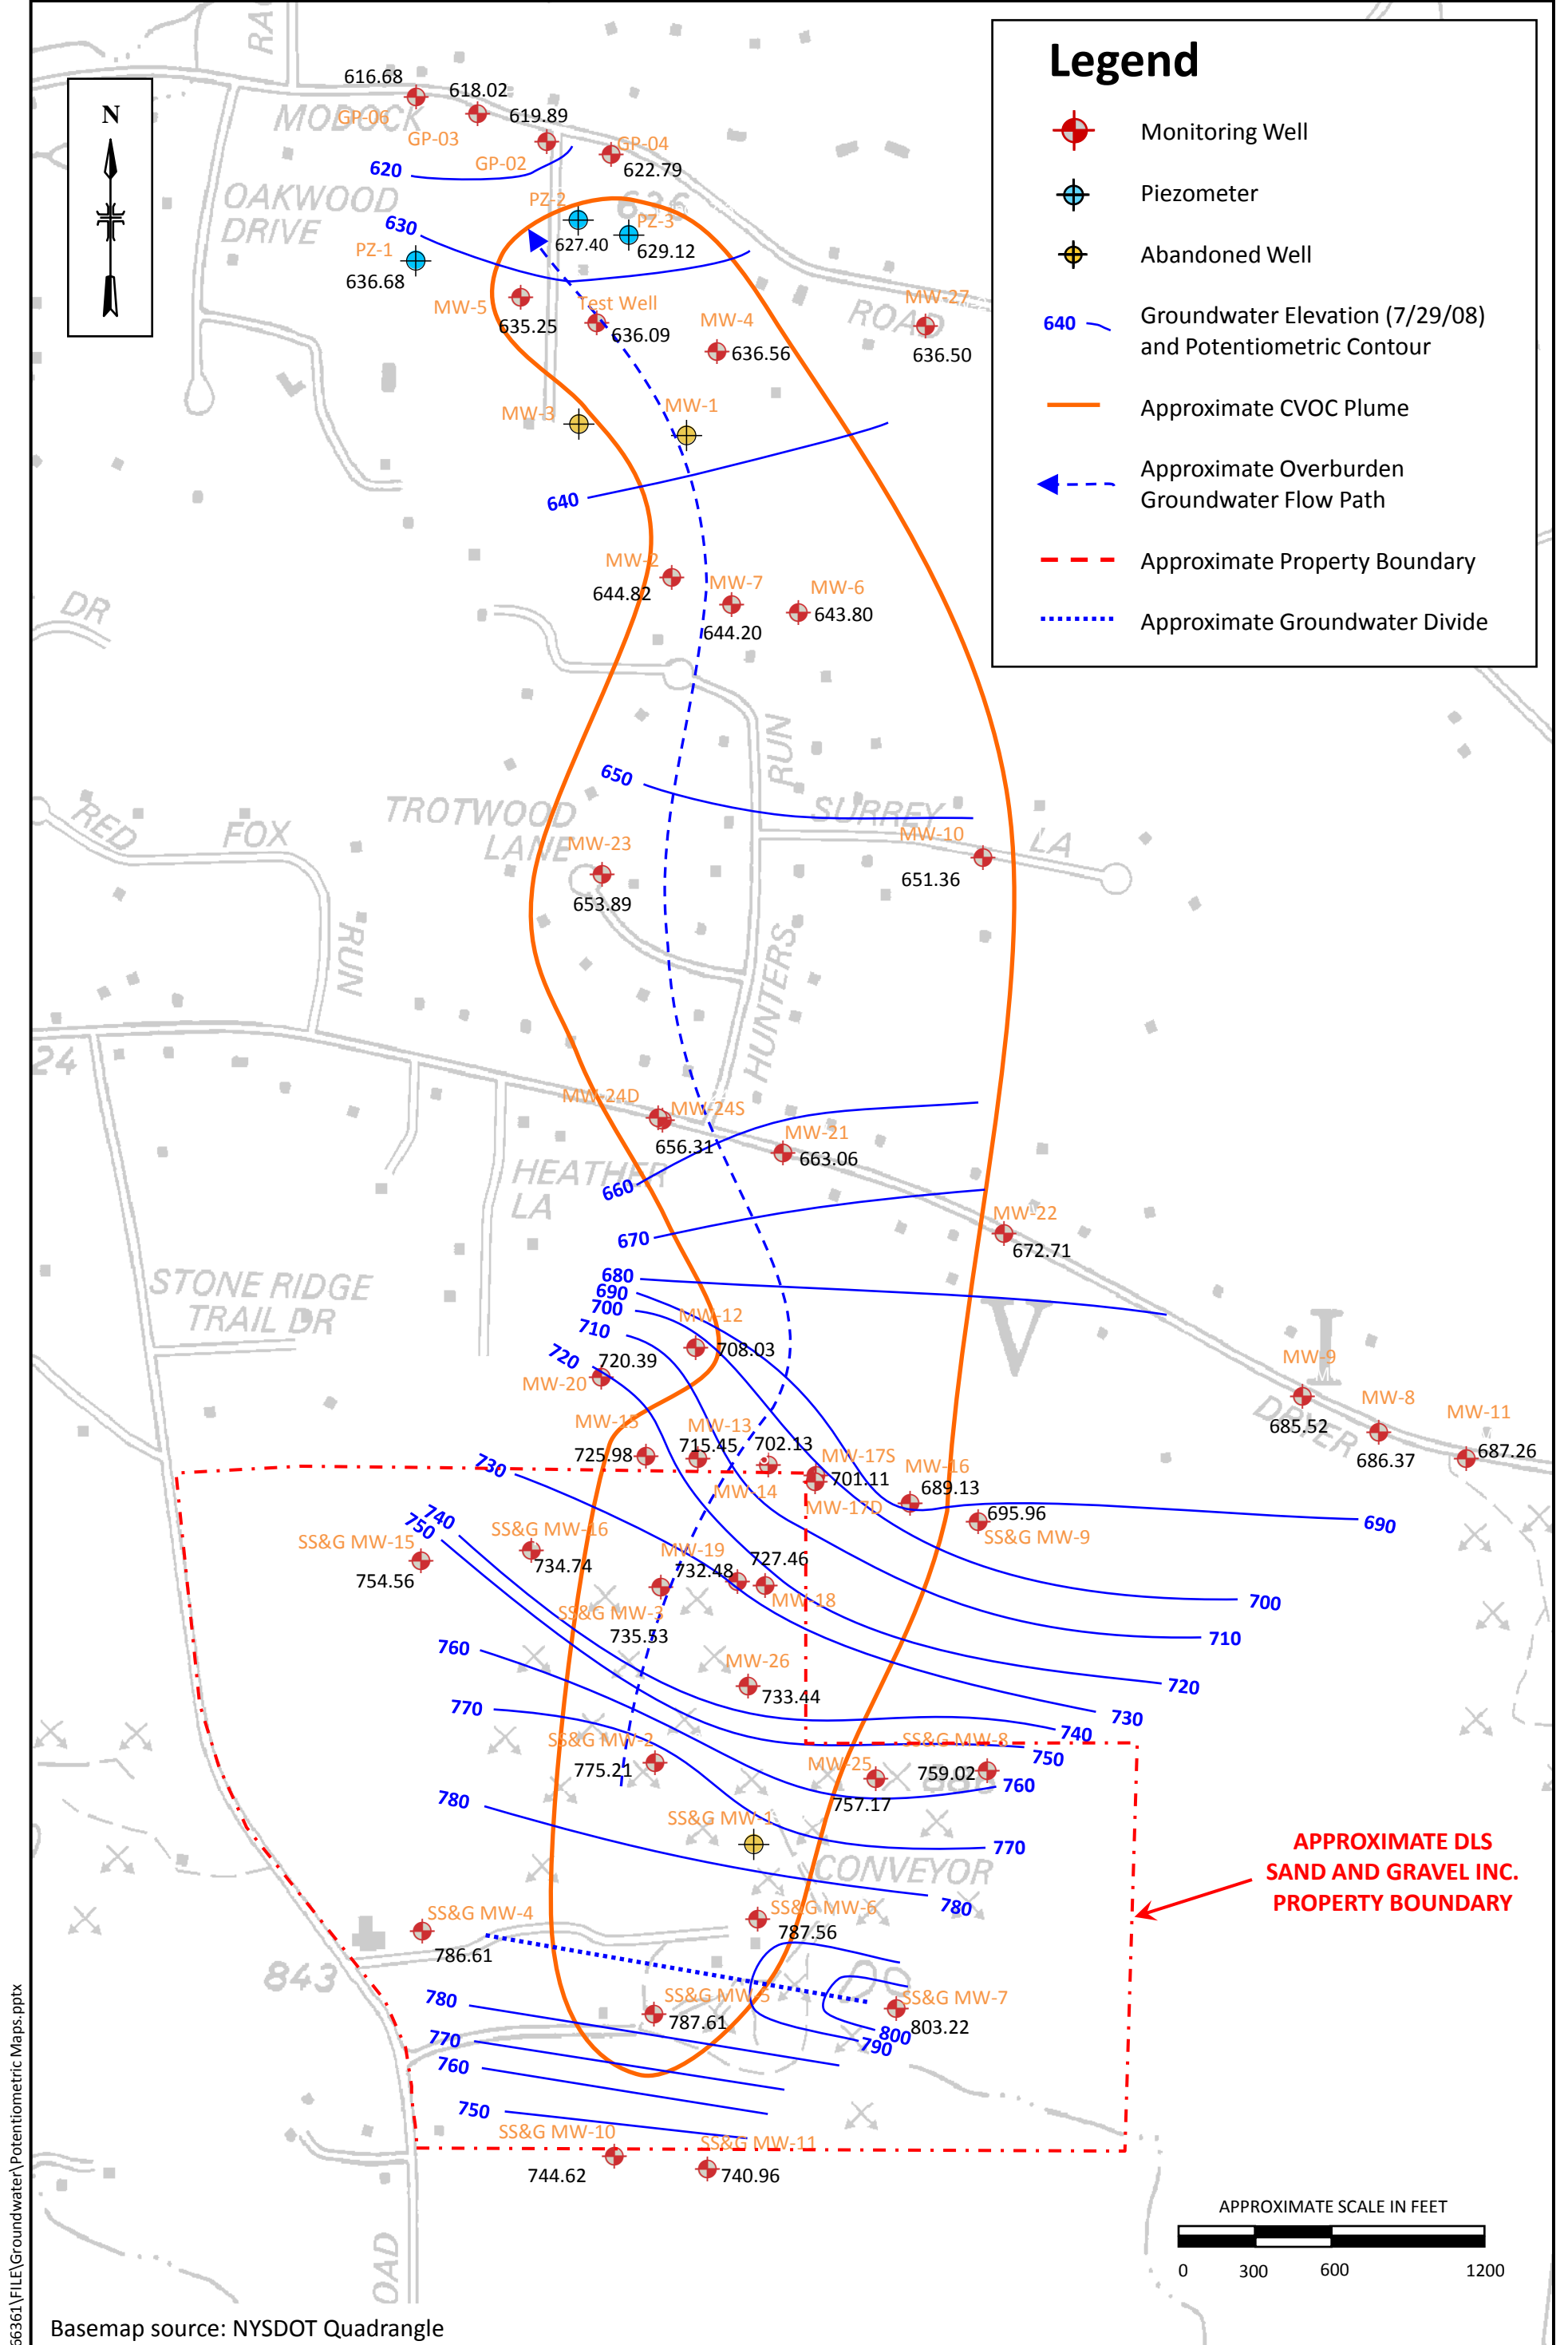 Legend
Monitoring Well
Piezometer
Abandoned Well
640
Groundwater Elevation (7/29/08)
and Potentiometric Contour
Approximate CVOC Plume
Approximate Overburden
Groundwater Flow Path
Approximate Property Boundary
Approximate Groundwater Divide
N
616.68
618.02
619.89
MODOCK
GP-06
GP-03
GP-02
GP-04
622.79
620
OAKWOOD
DRIVE
630
PZ-1
636.68
PZ-2
636
PZ-3
627.40
629.12
MW-5
635.25
Test Well
636.09
MW-4
636.56
MW-27
ROAD
636.50
MW-3
MW-1
640
MW-2
644.82
MW-7
644.20
MW-6
643.80
DR
RUN
650
TROTWOOD
LANE
SURREY
LA
MW-10
651.36
MW-23
653.89
RED
FOX
RUN
HUNTERS
24
MW-24D
MW-24S
656.31
MW-21
663.06
HEATHER
LA
660
670
MW-22
672.71
680
690
700
710
720
STONE RIDGE
TRAIL DR
MW-12
708.03
720.39
MW-20
V
I
MW-9
685.52
DRYER
MW-8
686.37
MW-11
687.26
725.98
MW-13
715.45
702.13
MW-14
MW-17S
701.11
MW-17D
MW-16
689.13
695.96
SS&G MW-9
690
730
740
750
SS&G MW-15
754.56
SS&G MW-16
734.74
MW-19
732.48
727.46
MW-18
SS&G MW-3
735.53
700
710
720
730
740
750
760
MW-26
733.44
760
770
SS&G MW-2
775.21
SS&G MW-8
759.02
MW-25
757.17
780
SS&G MW-1
770
CONVEYOR
780
APPROXIMATE DLS
SAND AND GRAVEL INC.
PROPERTY BOUNDARY
SS&G MW-4
786.61
SS&G MW-6
787.56
843
SS&G MW-5
787.61
SS&G MW-7
803.22
800
790
780
770
760
750
SS&G MW-10
744.62
SS&G MW-11
740.96
APPROXIMATE SCALE IN FEET
0 300 600 1200
OAD
Basemap source: NYSDOT Quadrangle
66361\FILE\Groundwater\Potentiometric Maps.pptx